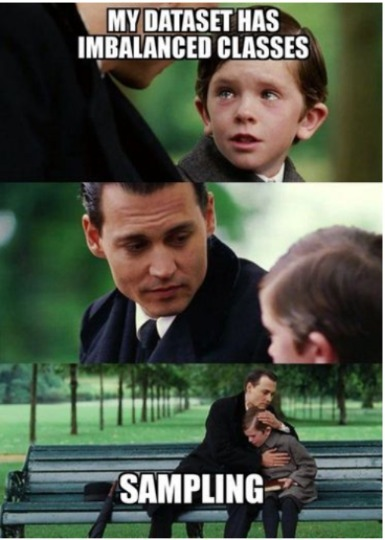 MY DATASET HAS
IMBALANCED CLASSES
SAMPLING